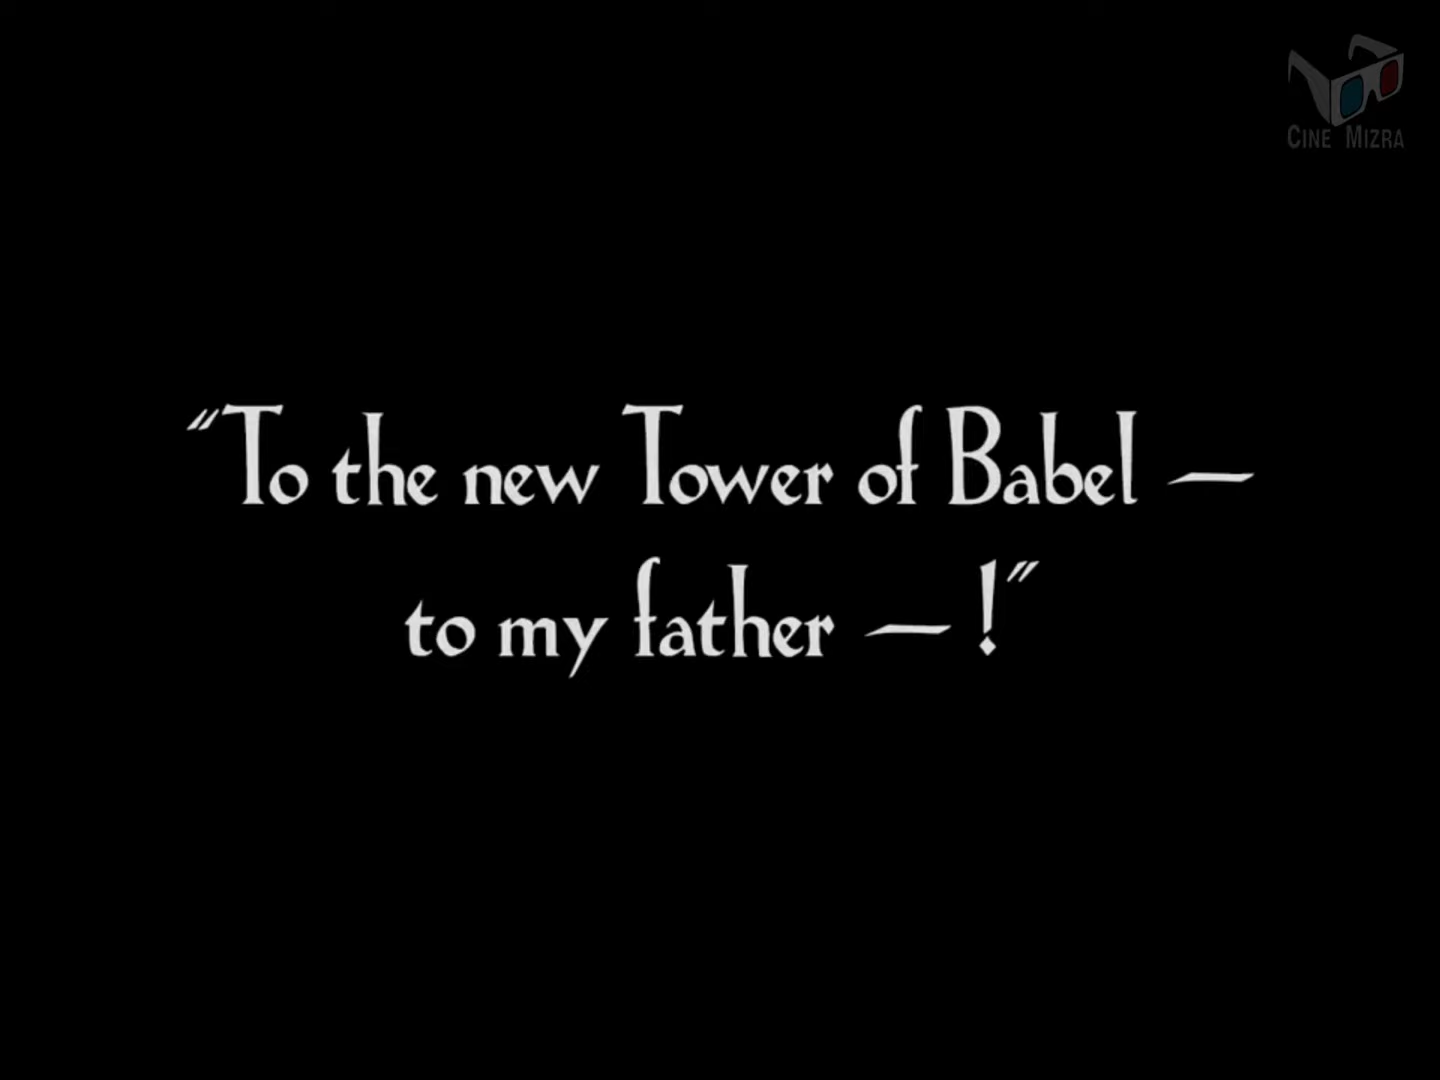 CINE MIZRA
"To the new Tower of Babel —
to my father — !"